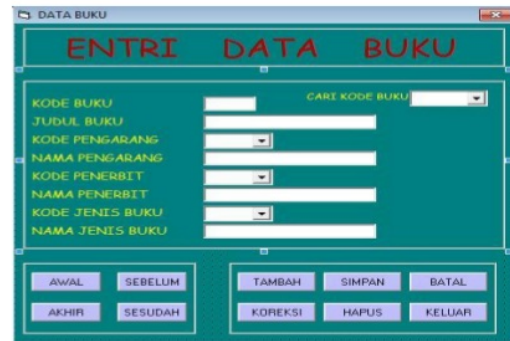 DATA BUKU
ENTRI DATA BUKU
CARI KODE BUKU
KODE BUKU
JUDUL BUKU
KODE PENGARANG
NAMA PENGARANG
KODE PENERBIT
NAMA PENERBIT
KODE JENIS BUKU
NAMA JENIS BUKU
AWAL SEBELUM TAMBAH SIMPAN BATAL
AKHIR SESUDAH KOREKSI HAPUS KELUAR